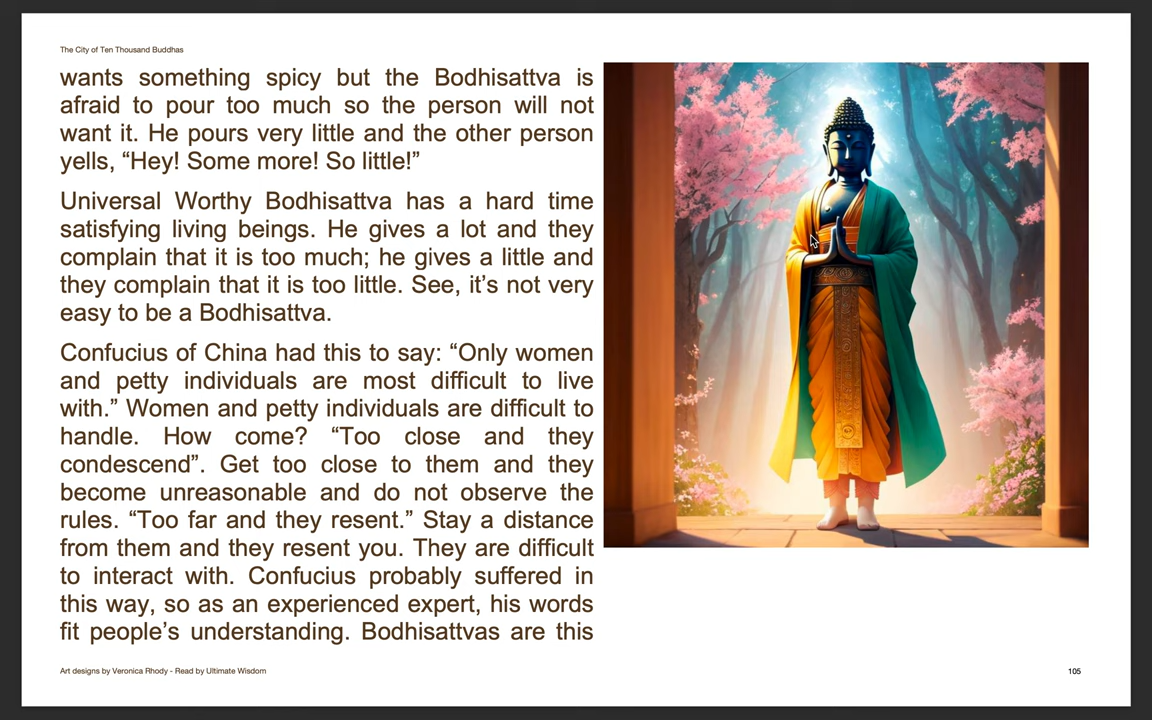 The City of Ten Thousand Buddhas
wants something spicy but the Bodhisattva is
afraid to pour too much so the person will not
want it. He pours very little and the other person
yells, “Hey! Some more! So little!”
Universal Worthy Bodhisattva has a hard time
satisfying living beings. He gives a lot and they
complain that it is too much; he gives a little and
they complain that it is too little. See, it’s not very
easy to be a Bodhisattva.
Confucius of China had this to say: “Only women
and petty individuals are most difficult to live
with.” Women and petty individuals are difficult to
handle. How come? “Too close and they
condescend”. Get too close to them and they
become unreasonable and do not observe the
rules. “Too far and they resent.” Stay a distance
from them and they resent you. They are difficult
to interact with. Confucius probably suffered in
this way, so as an experienced expert, his words
fit people’s understanding. Bodhisattvas are this
Art designs by Veronica Rhody - Read by Ultimate Wisdom
105